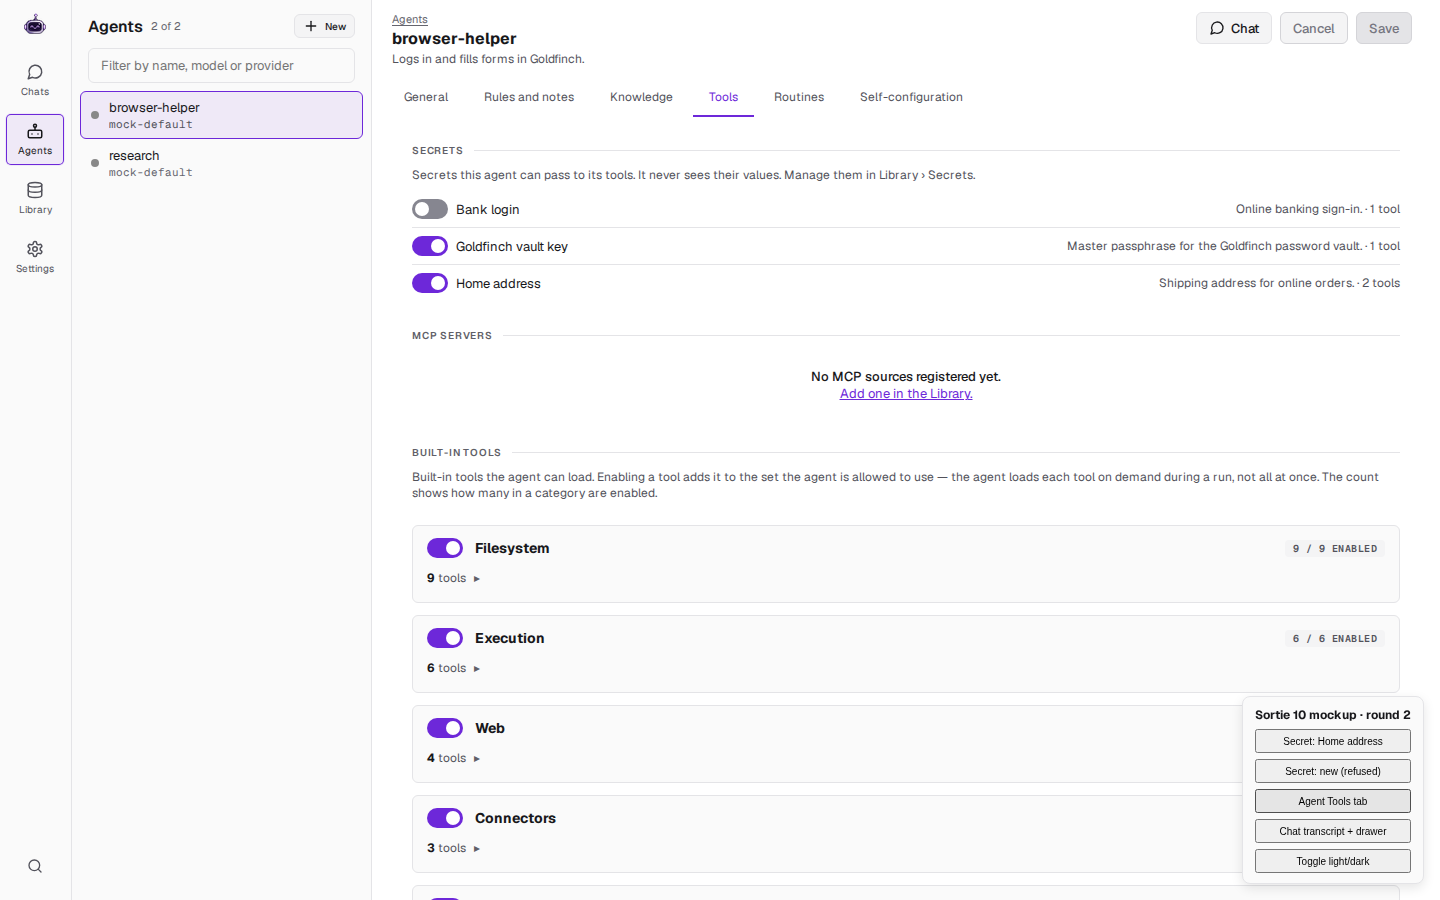 Chats
Agents
Library
Settings
Agents 2 of 2
New
Filter by name, model or provider
browser-helper
mock-default
research
mock-default
Agents
browser-helper
Logs in and fills forms in Goldfinch.
Chat
Cancel
Save
General
Rules and notes
Knowledge
Tools
Routines
Self-configuration
SECRETS
Secrets this agent can pass to its tools. It never sees their values. Manage them in Library › Secrets.
Bank login
Online banking sign-in. · 1 tool
Goldfinch vault key
Master passphrase for the Goldfinch password vault. · 1 tool
Home address
Shipping address for online orders. · 2 tools
MCP SERVERS
No MCP sources registered yet.
Add one in the Library.
BUILT-IN TOOLS
Built-in tools the agent can load. Enabling a tool adds it to the set the agent is allowed to use — the agent loads each tool on demand during a run, not all at once. The count
shows how many in a category are enabled.
Filesystem
9 / 9 ENABLED
9 tools ▸
Execution
6 / 6 ENABLED
6 tools ▸
Web
4 tools ▸
Connectors
3 tools ▸
Sortie 10 mockup · round 2
Secret: Home address
Secret: new (refused)
Agent Tools tab
Chat transcript + drawer
Toggle light/dark